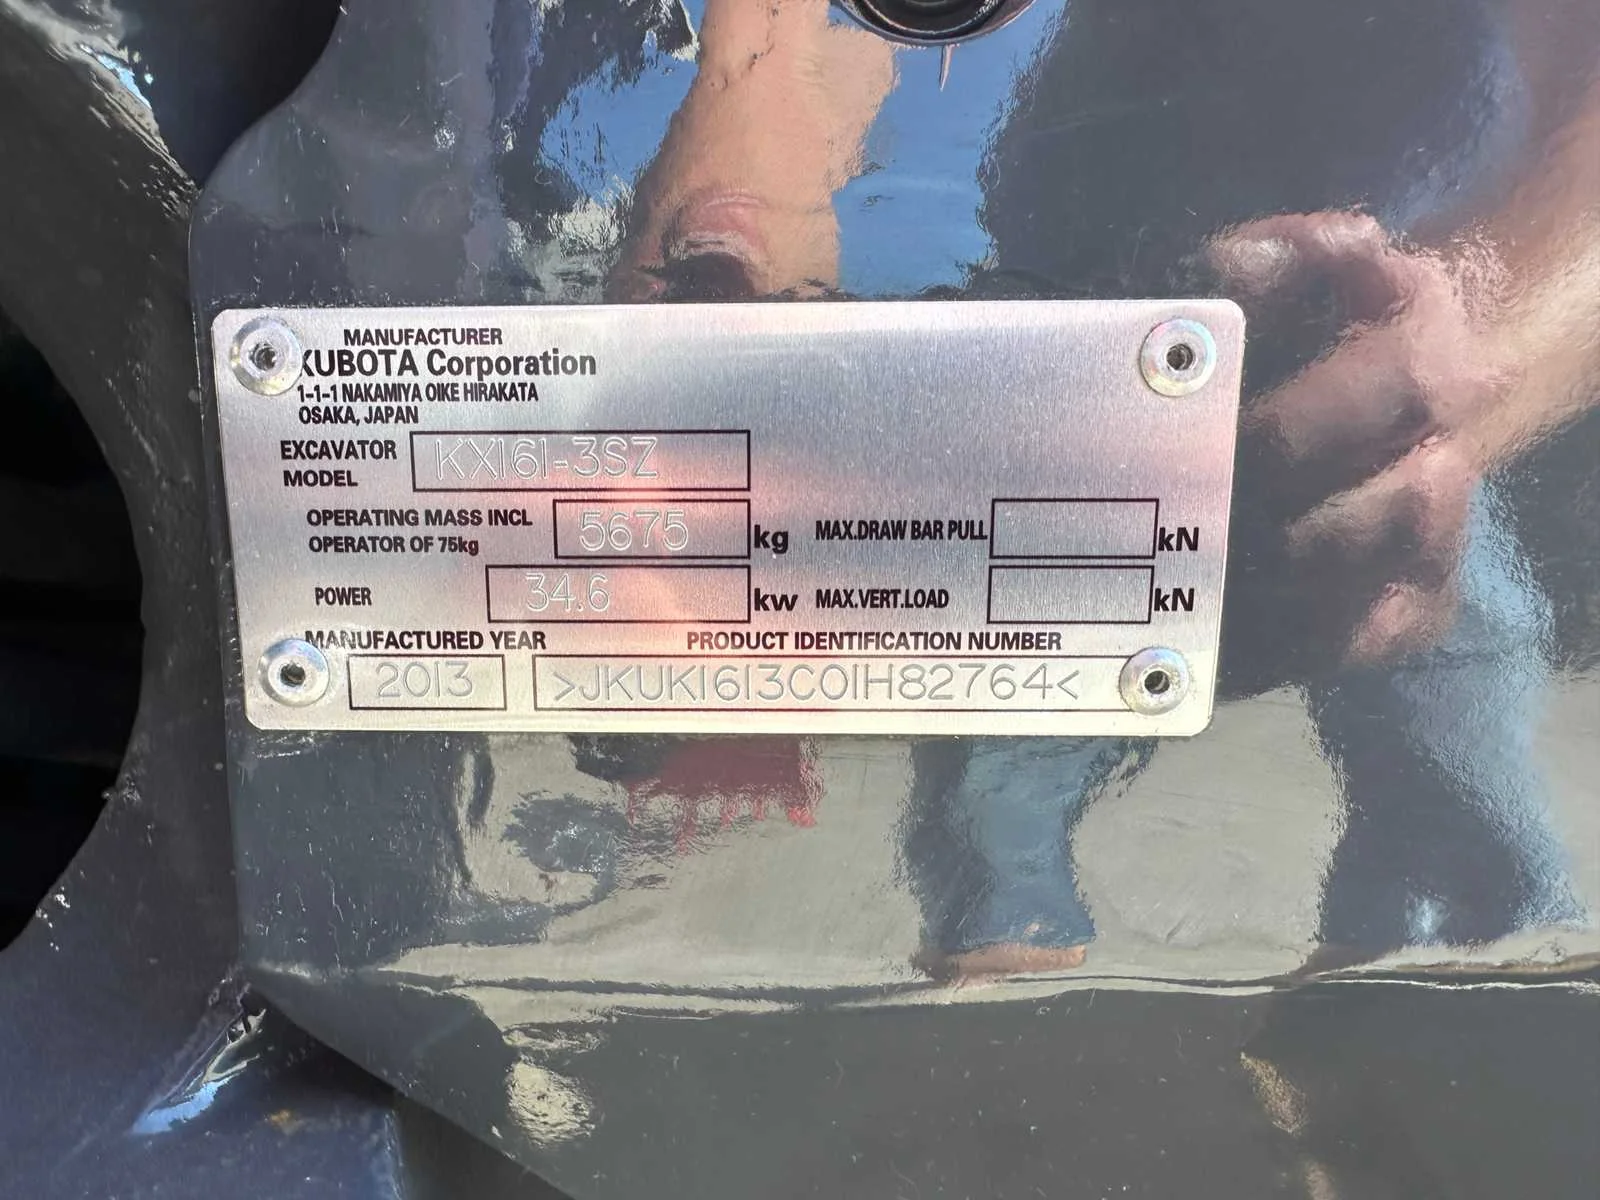 MANUFACTURER
KUBOTA Corporation
1-1-1 NAKAMIYA OIKE HIRAKATA
OSAKA, JAPAN
EXCAVATOR MODEL KX161-3SZ
OPERATING MASS INCL OPERATOR OF 75kg 5675 kg MAX.DRAW BAR PULL kN
POWER 34.6 kw MAX.VERT.LOAD kN
MANUFACTURED YEAR PRODUCT IDENTIFICATION NUMBER
2013 >JKUK1613C01H82764<